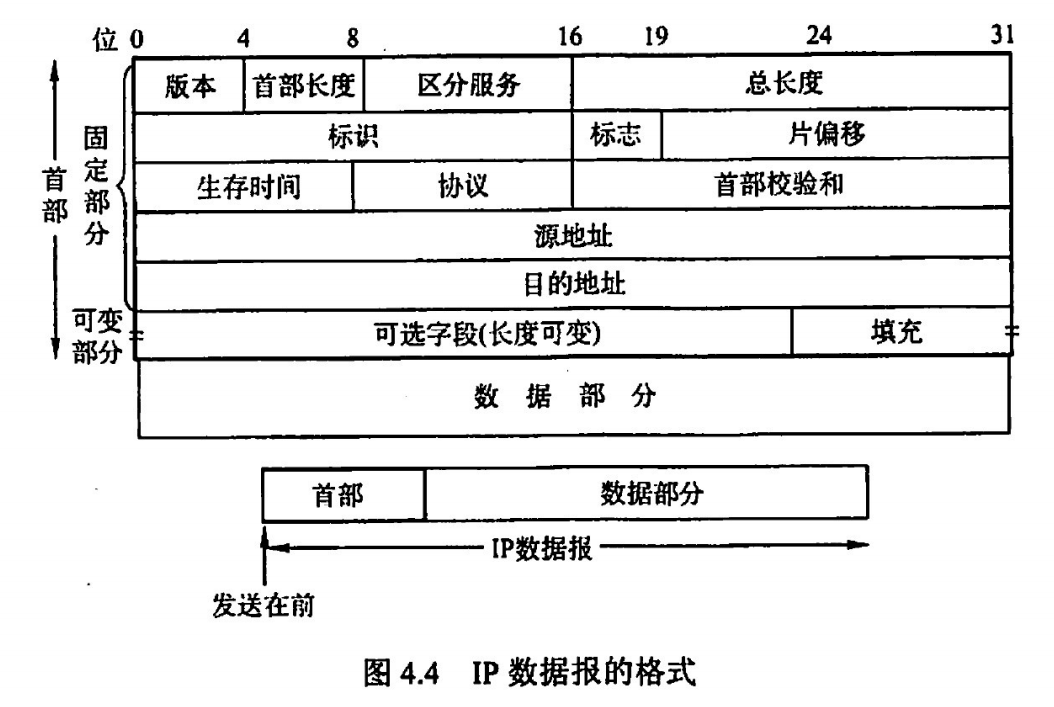 位 0 4 8 16 19 24 31
版本 首部长度 区分服务 总长度
标识 标志 片偏移
生存时间 协议 首部校验和
源地址
目的地址
可选字段(长度可变) 填充
数据部分
首部
固定部分
可变部分
首部 数据部分
IP数据报
发送在前
图 4.4 IP 数据报的格式